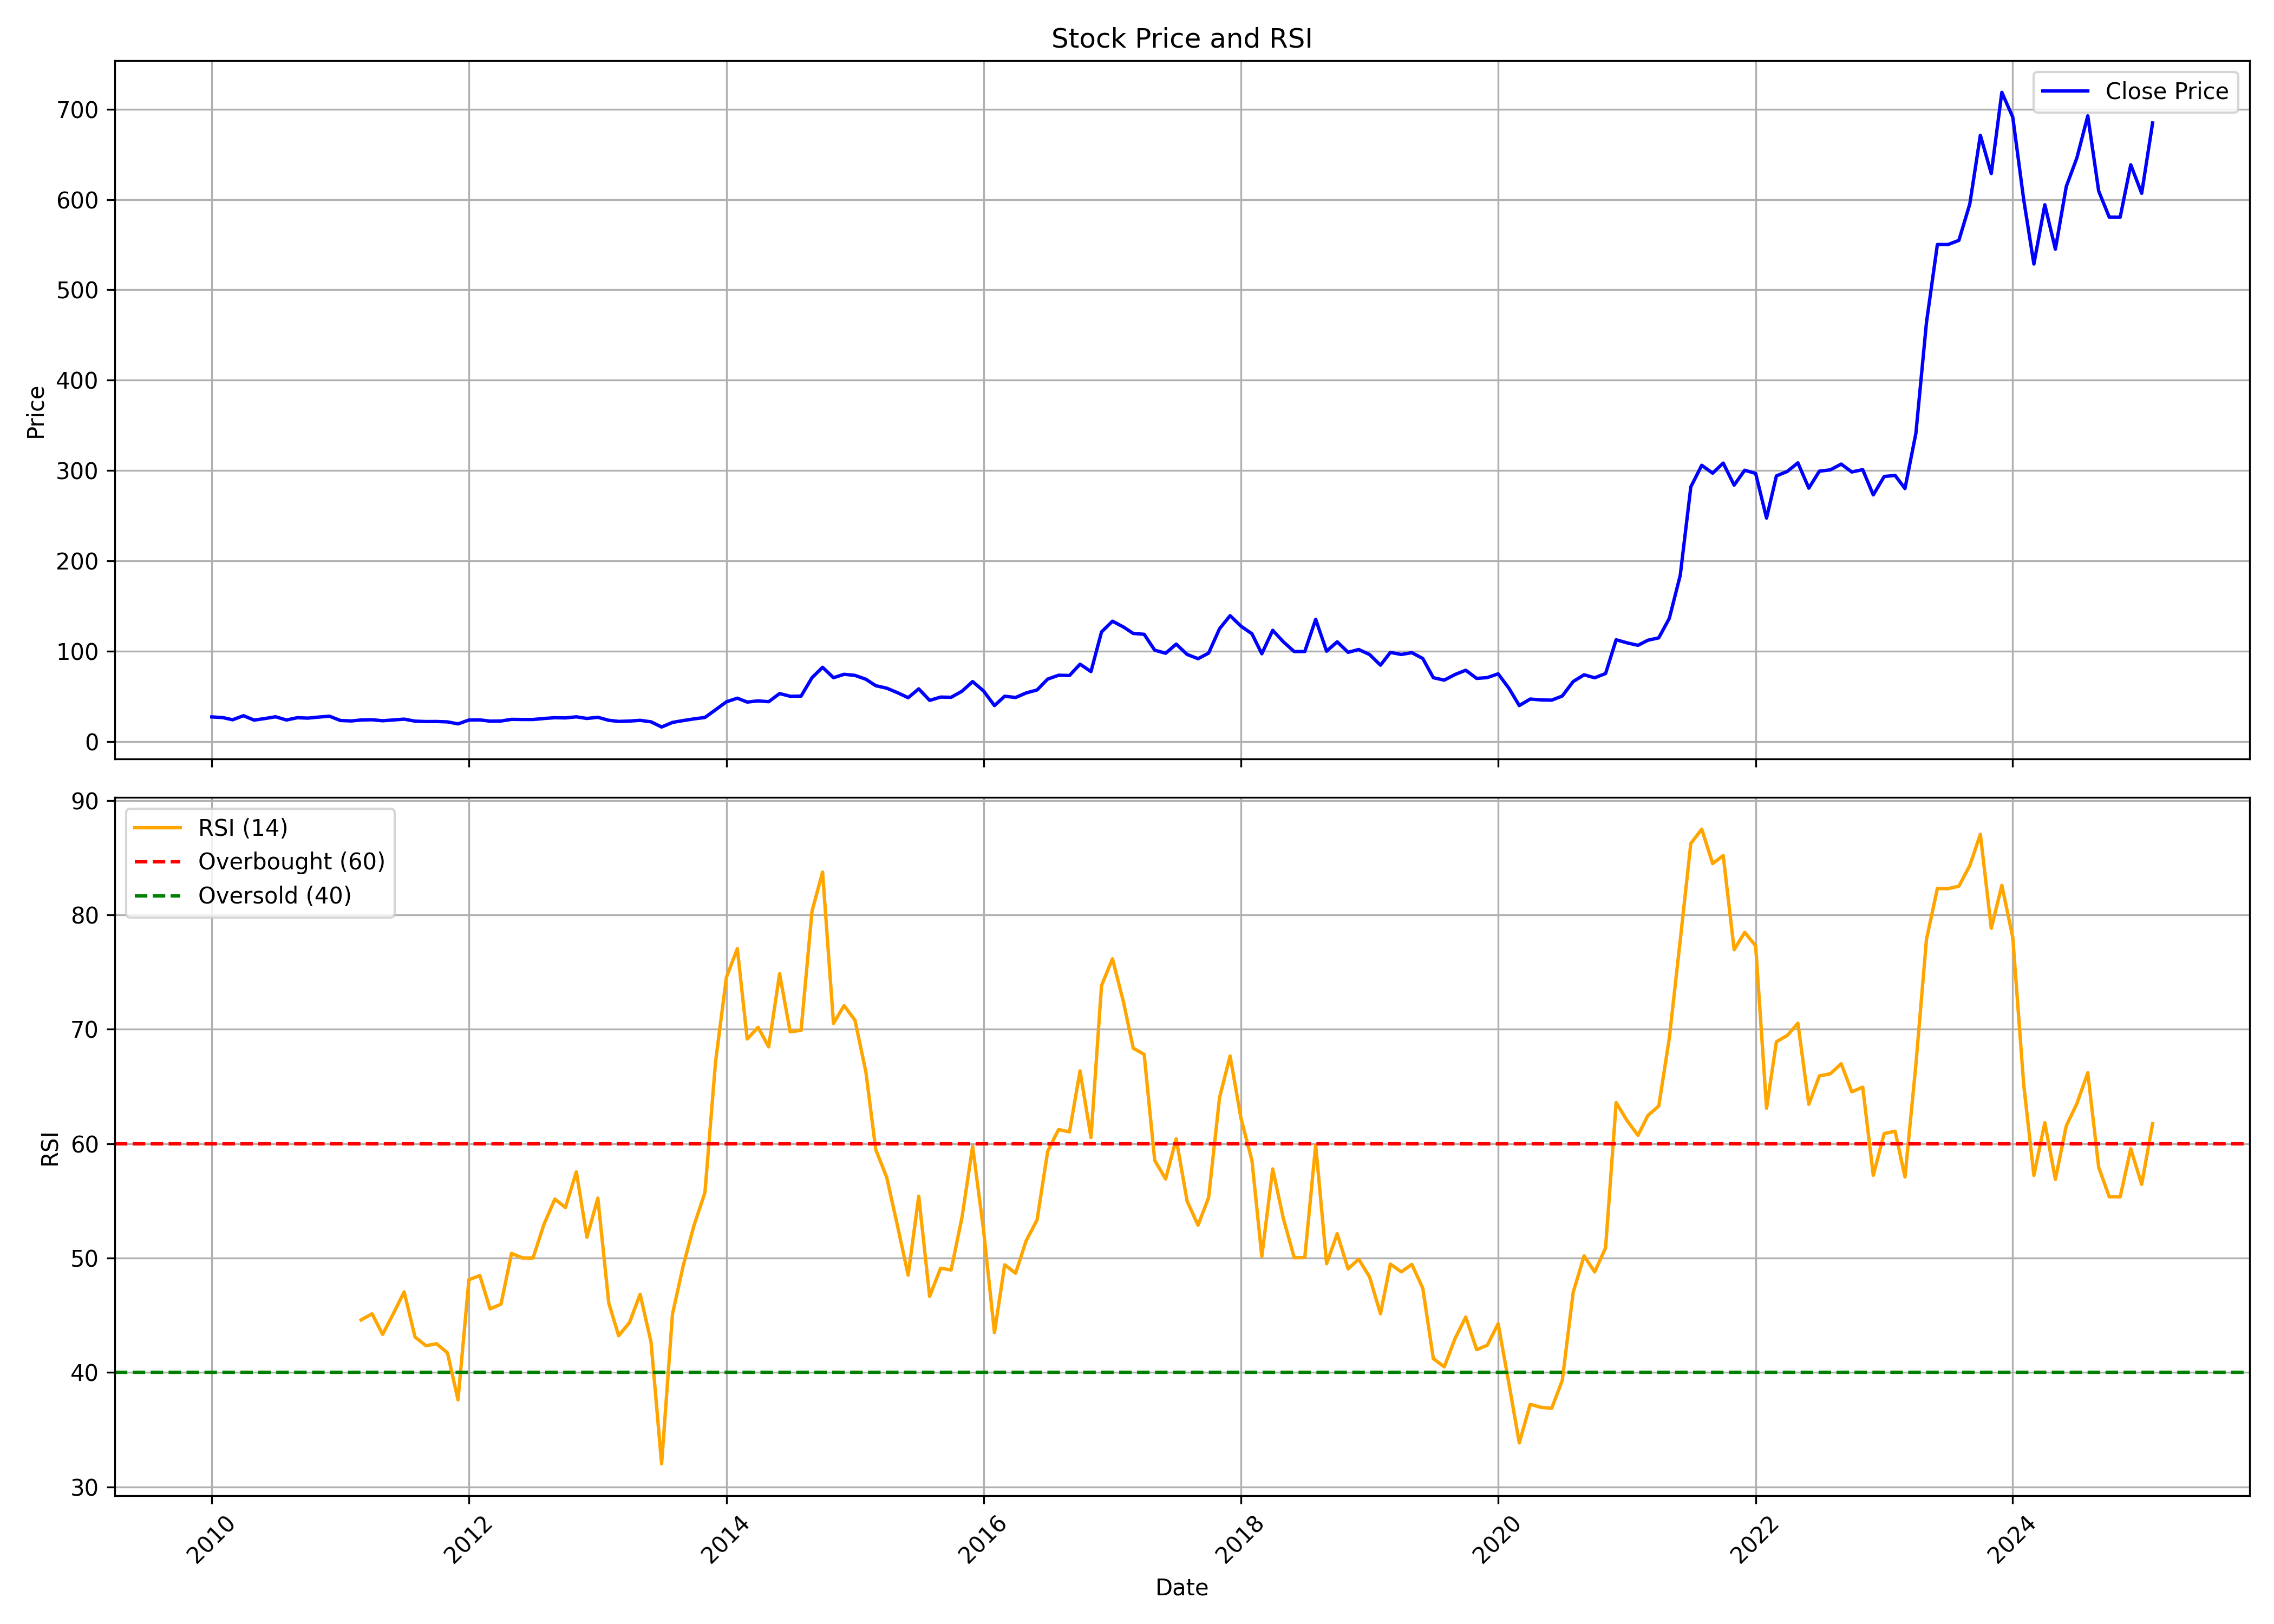 Stock Price and RSI
Close Price
700
600
500
400
300
200
100
0
Price
90
80
70
60
50
40
30
RSI
RSI (14)
Overbought (60)
Oversold (40)
2010
2012
2014
2016
2018
2020
2022
2024
Date